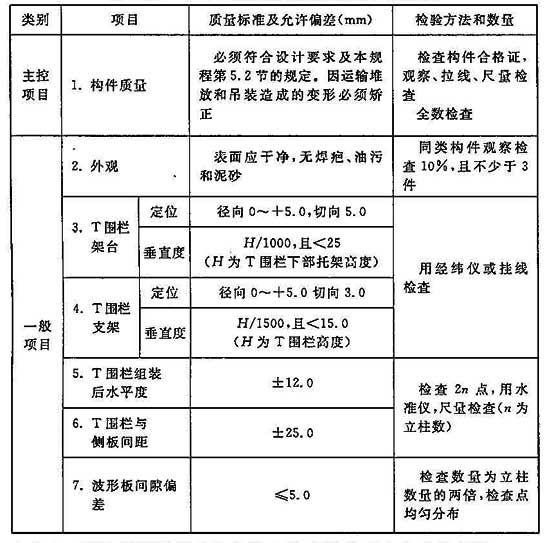 类别 项目 质量标准及允许偏差(mm) 检验方法和数量
主控
项目
1. 构件质量
必须符合设计要求及本规
程第5.2节的规定。因运输堆
放和吊装造成的变形必须矫
正
检查构件合格证,
观察、拉线、尺量检
查
全数检查
一般
项目
2. 外观
表面应干净,无焊疤、油污
和泥砂
同类构件观察检
查10%,且不少于3
件
3. T围栏
架台
定位
径向0～+5.0,切向5.0
垂直度
H/1000,且<25
(H为T围栏下部托架高度)
用经纬仪或挂线
检查
4. T围栏
支架
定位
径向0～+5.0切向3.0
垂直度
H/1500,且<15.0
(H为T围栏高度)
5. T围栏组装
后水平度
±12.0
检查2n点,用水
准仪,尺量检查(n为
立柱数)
6. T围栏与
侧板间距
±25.0
7. 波形板间隙偏
差
≤5.0
检查数量为立柱
数量的两倍,检查点
均匀分布